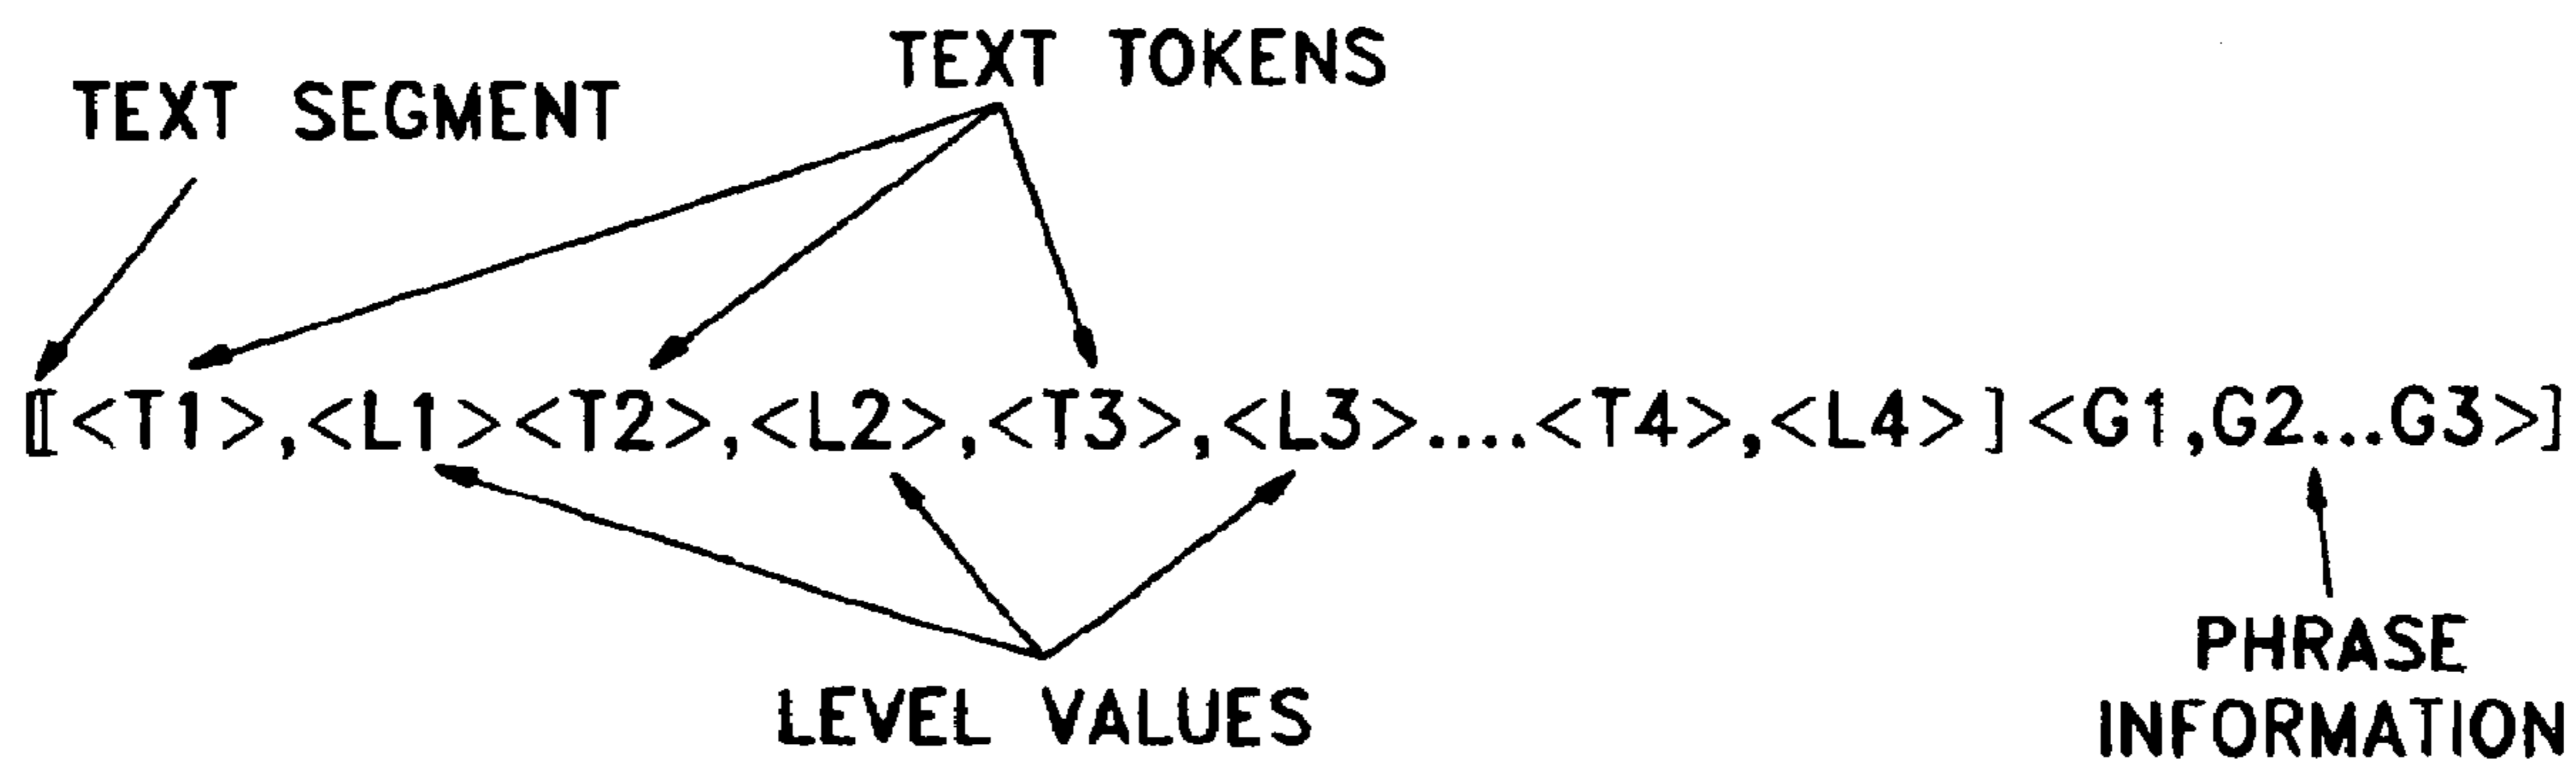 TEXT TOKENS
TEXT SEGMENT
[[<T1>,<L1><T2>,<L2>,<T3>,<L3>....<T4>,<L4>]<G1,G2...G3>]
LEVEL VALUES
PHRASE
INFORMATION